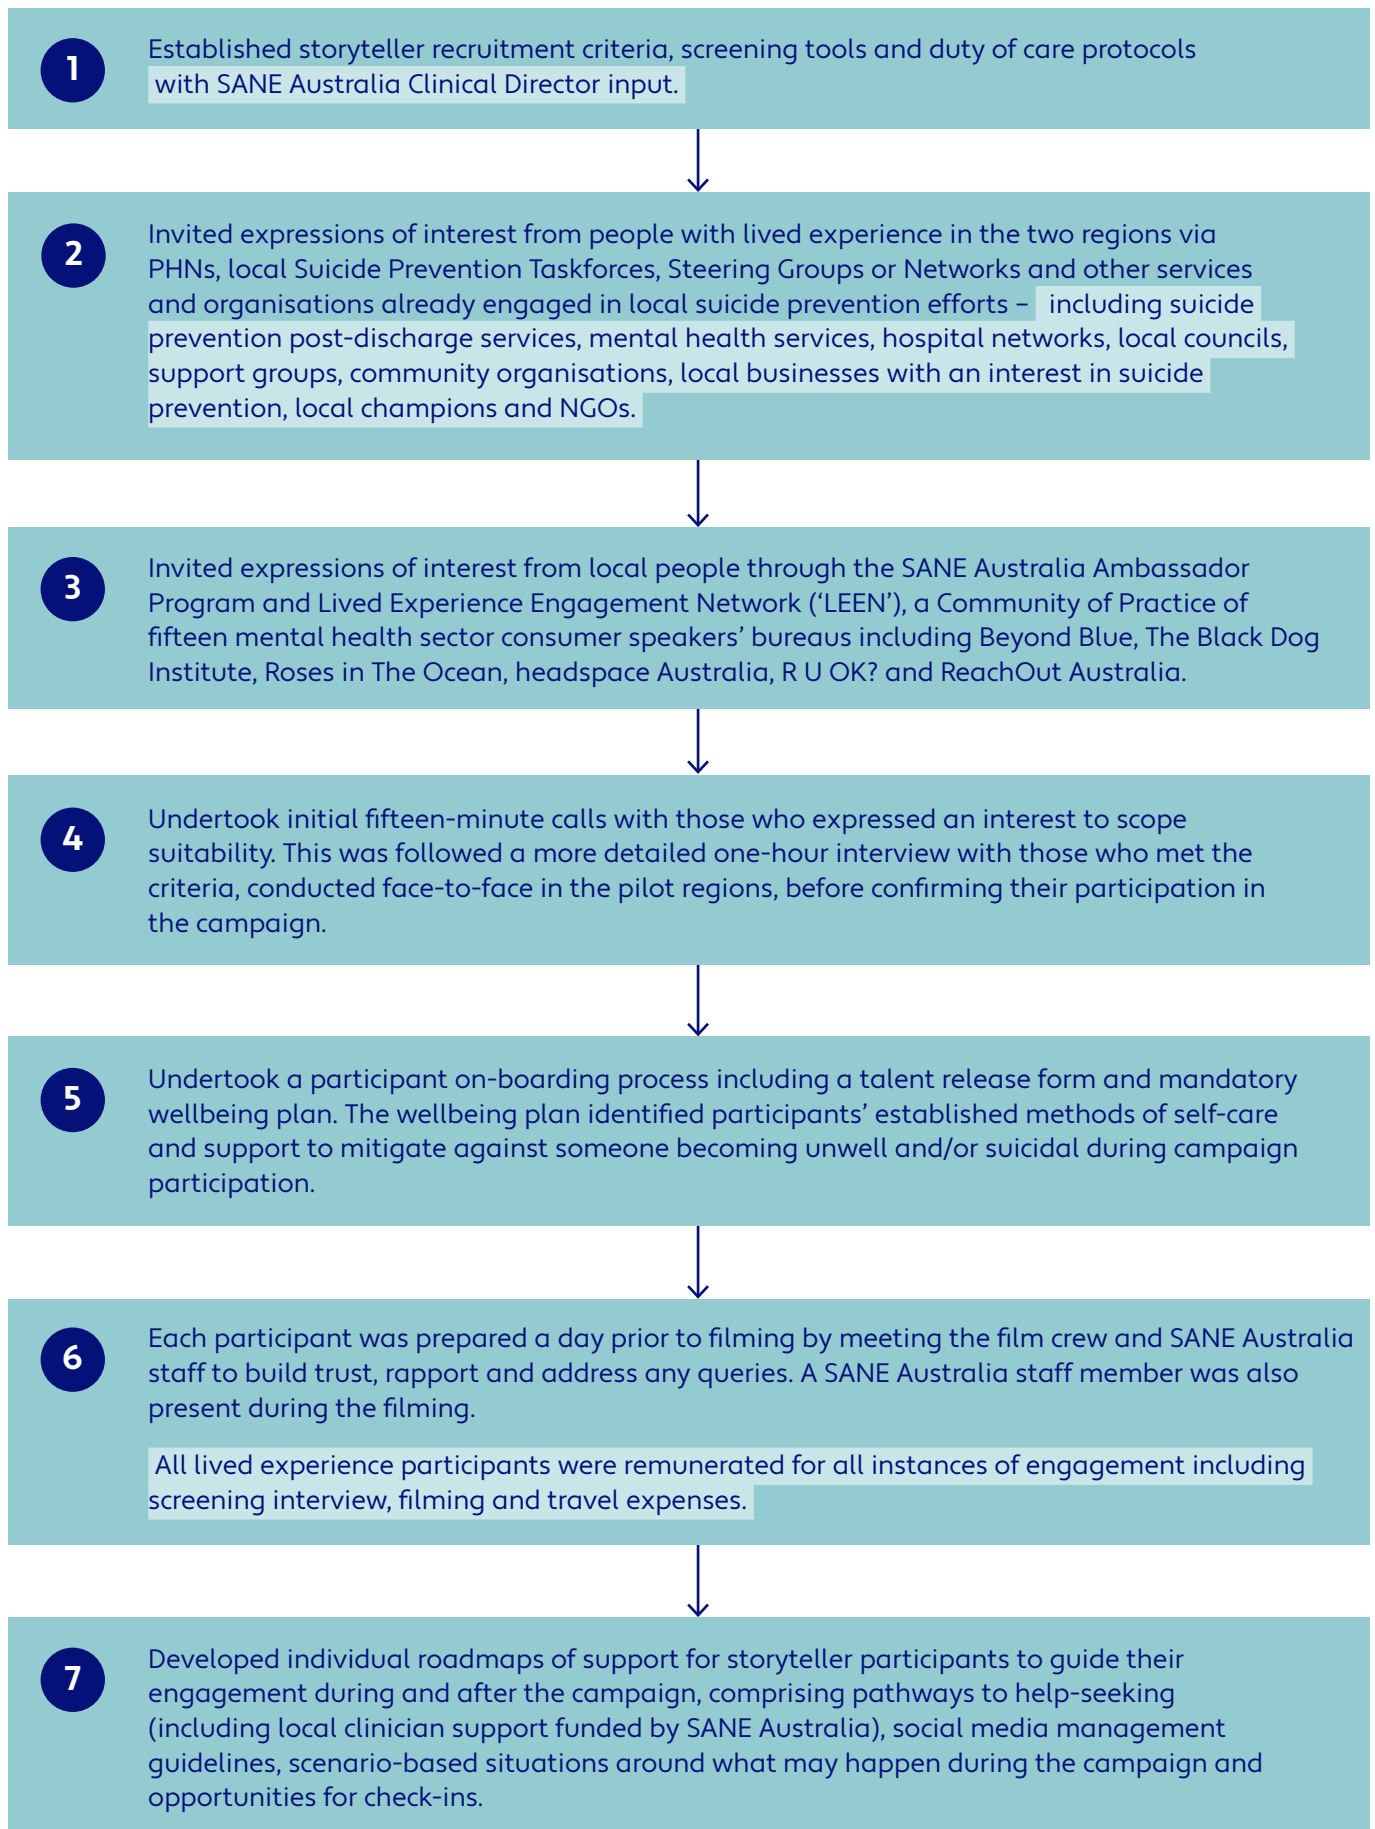 1
Established storyteller recruitment criteria, screening tools and duty of care protocols
with SANE Australia Clinical Director input.
2
Invited expressions of interest from people with lived experience in the two regions via
PHNs, local Suicide Prevention Taskforces, Steering Groups or Networks and other services
and organisations already engaged in local suicide prevention efforts – including suicide
prevention post-discharge services, mental health services, hospital networks, local councils,
support groups, community organisations, local businesses with an interest in suicide
prevention, local champions and NGOs.
3
Invited expressions of interest from local people through the SANE Australia Ambassador
Program and Lived Experience Engagement Network (‘LEEN’), a Community of Practice of
fifteen mental health sector consumer speakers’ bureaus including Beyond Blue, The Black Dog
Institute, Roses in The Ocean, headspace Australia, R U OK? and ReachOut Australia.
4
Undertook initial fifteen-minute calls with those who expressed an interest to scope
suitability. This was followed a more detailed one-hour interview with those who met the
criteria, conducted face-to-face in the pilot regions, before confirming their participation in
the campaign.
5
Undertook a participant on-boarding process including a talent release form and mandatory
wellbeing plan. The wellbeing plan identified participants’ established methods of self-care
and support to mitigate against someone becoming unwell and/or suicidal during campaign
participation.
6
Each participant was prepared a day prior to filming by meeting the film crew and SANE Australia
staff to build trust, rapport and address any queries. A SANE Australia staff member was also
present during the filming.
All lived experience participants were remunerated for all instances of engagement including
screening interview, filming and travel expenses.
7
Developed individual roadmaps of support for storyteller participants to guide their
engagement during and after the campaign, comprising pathways to help-seeking
(including local clinician support funded by SANE Australia), social media management
guidelines, scenario-based situations around what may happen during the campaign and
opportunities for check-ins.